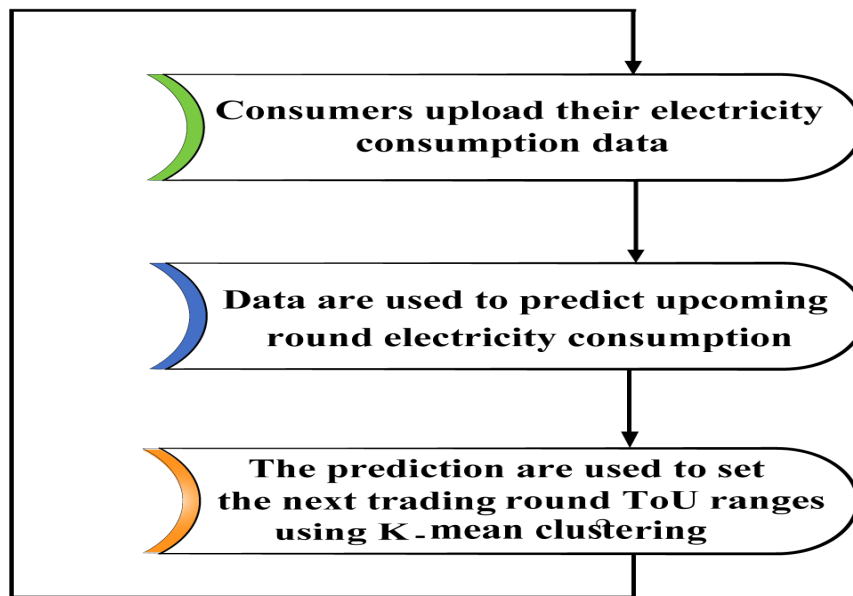 Consumers upload their electricity
consumption data
Data are used to predict upcoming
round electricity consumption
The prediction are used to set
the next trading round ToU ranges
using K-mean clustering